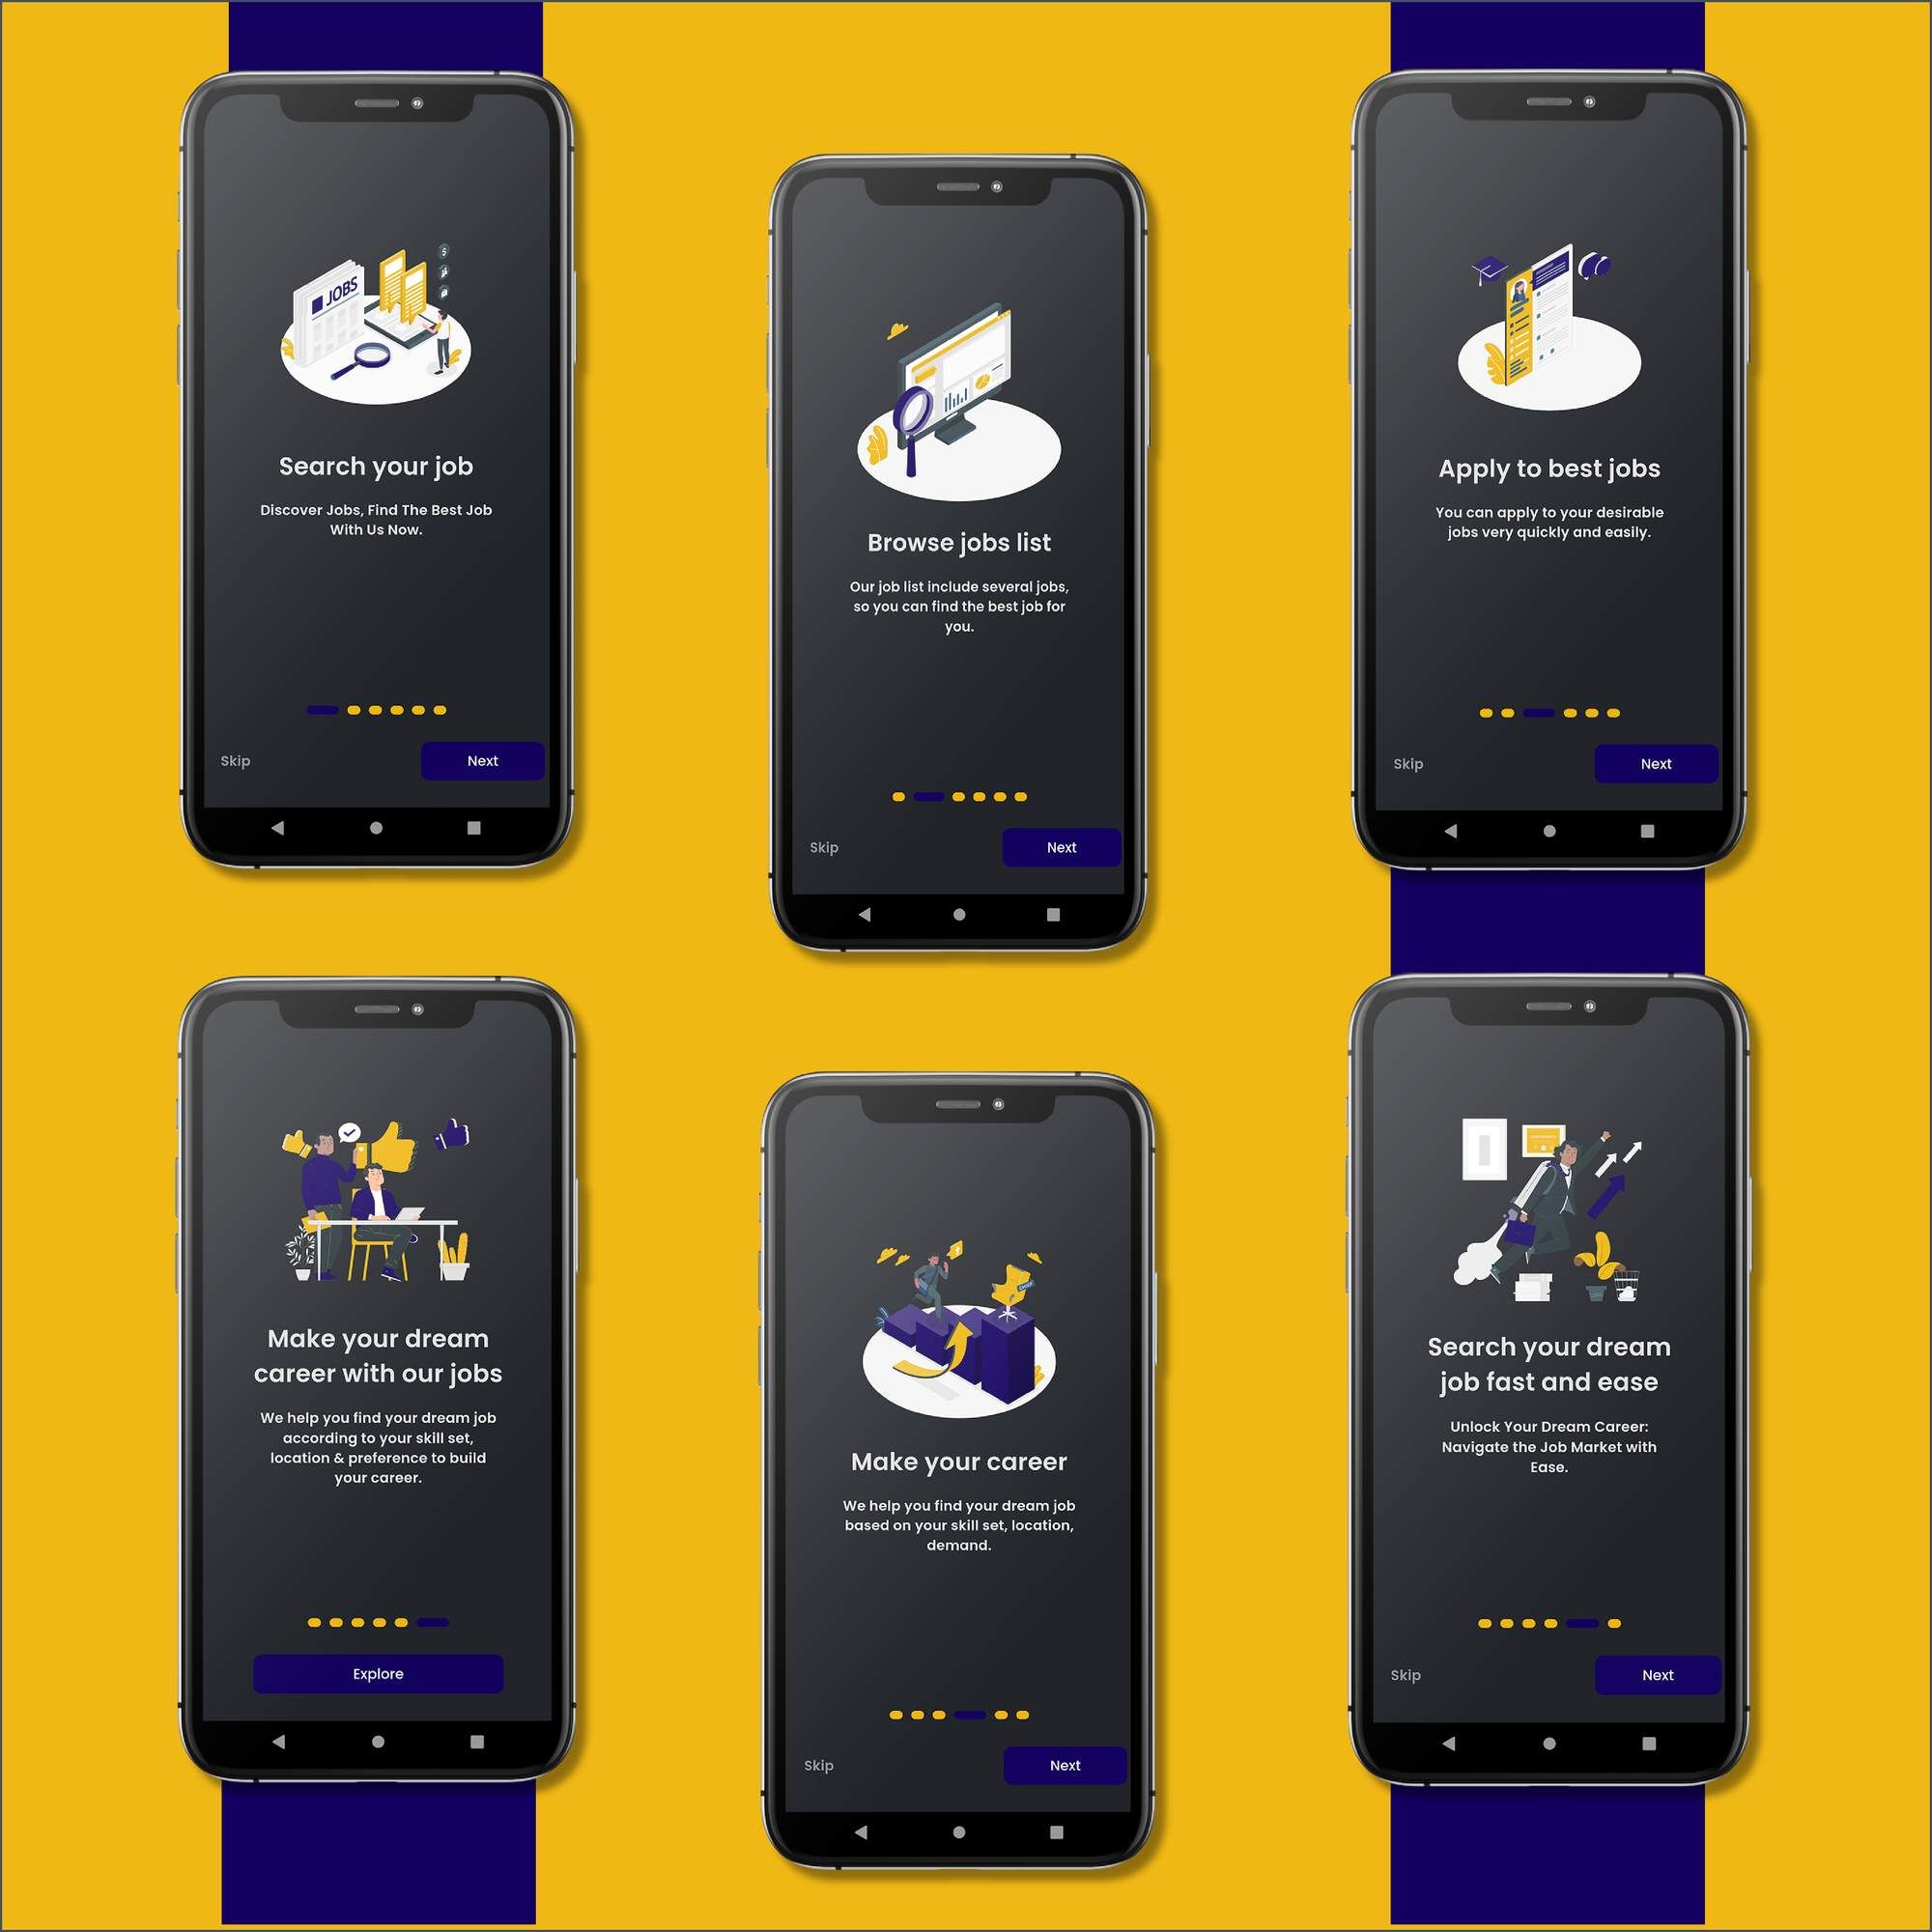 JOBS
Search your job
Discover Jobs, Find The Best Job
With Us Now.
Skip
Next
Browse jobs list
Our job list include several jobs,
so you can find the best job for
you.
Skip
Next
Apply to best jobs
You can apply to your desirable
jobs very quickly and easily.
Skip
Next
Make your dream
career with our jobs
We help you find your dream job
according to your skill set,
location & preference to build
your career.
Explore
Make your career
We help you find your dream job
based on your skill set, location,
demand.
Skip
Next
Search your dream
job fast and ease
Unlock Your Dream Career:
Navigate the Job Market with
Ease.
Skip
Next